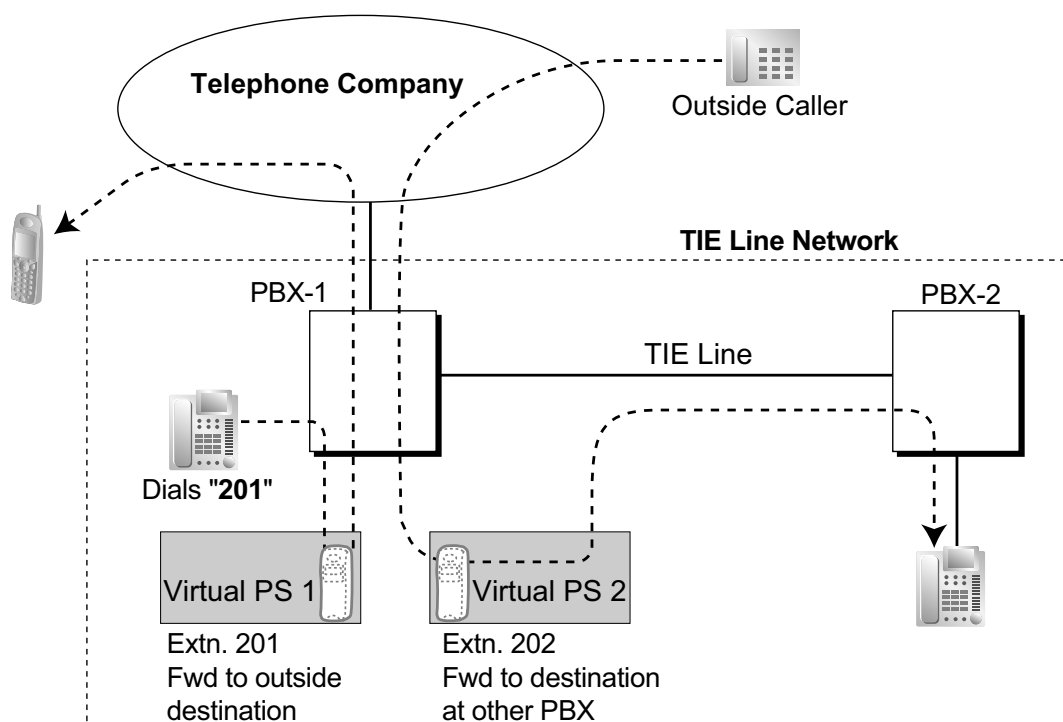 Telephone Company
Outside Caller
TIE Line Network
PBX-1
PBX-2
TIE Line
Dials "201"
Virtual PS 1
Virtual PS 2
Extn. 201
Fwd to outside
destination
Extn. 202
Fwd to destination
at other PBX